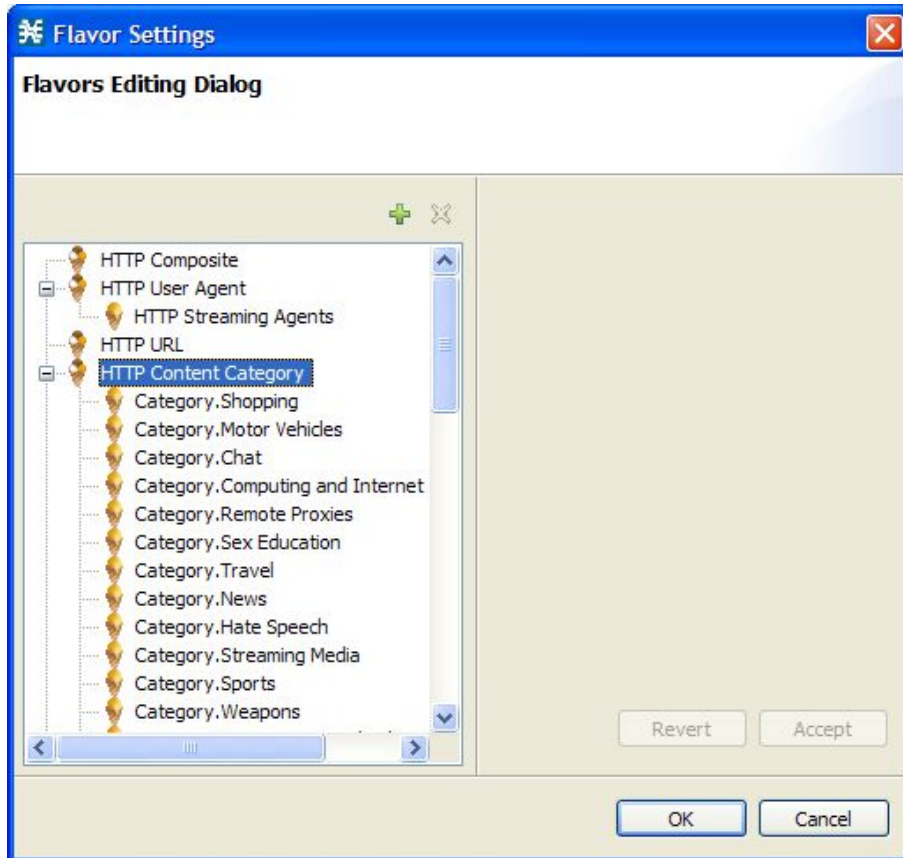 Flavor Settings
Flavors Editing Dialog
HTTP Composite
HTTP User Agent
HTTP Streaming Agents
HTTP URL
HTTP Content Category
Category.Shopping
Category.Motor Vehicles
Category.Chat
Category.Computing and Internet
Category.Remote Proxies
Category.Sex Education
Category.Travel
Category.News
Category.Hate Speech
Category.Streaming Media
Category.Sports
Category.Weapons
Revert Accept
OK Cancel